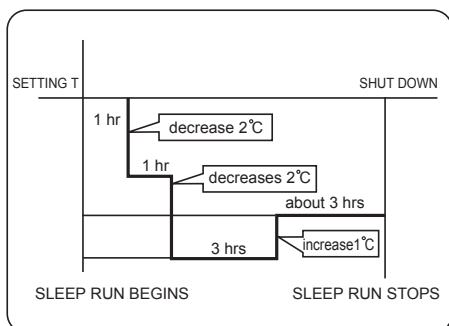 SETTING T
SHUT DOWN
1 hr
decrease 2℃
1 hr
decreases 2℃
about 3 hrs
3 hrs
increase1℃
SLEEP RUN BEGINS
SLEEP RUN STOPS